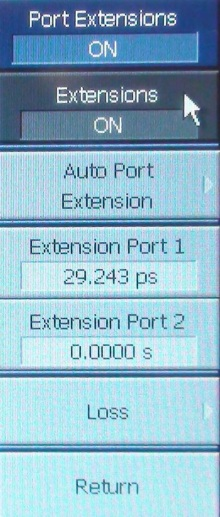 Port Extensions
ON
Extensions
ON
Auto Port
Extension
Extension Port 1
29.243 ps
Extension Port 2
0.0000 s
Loss
Return